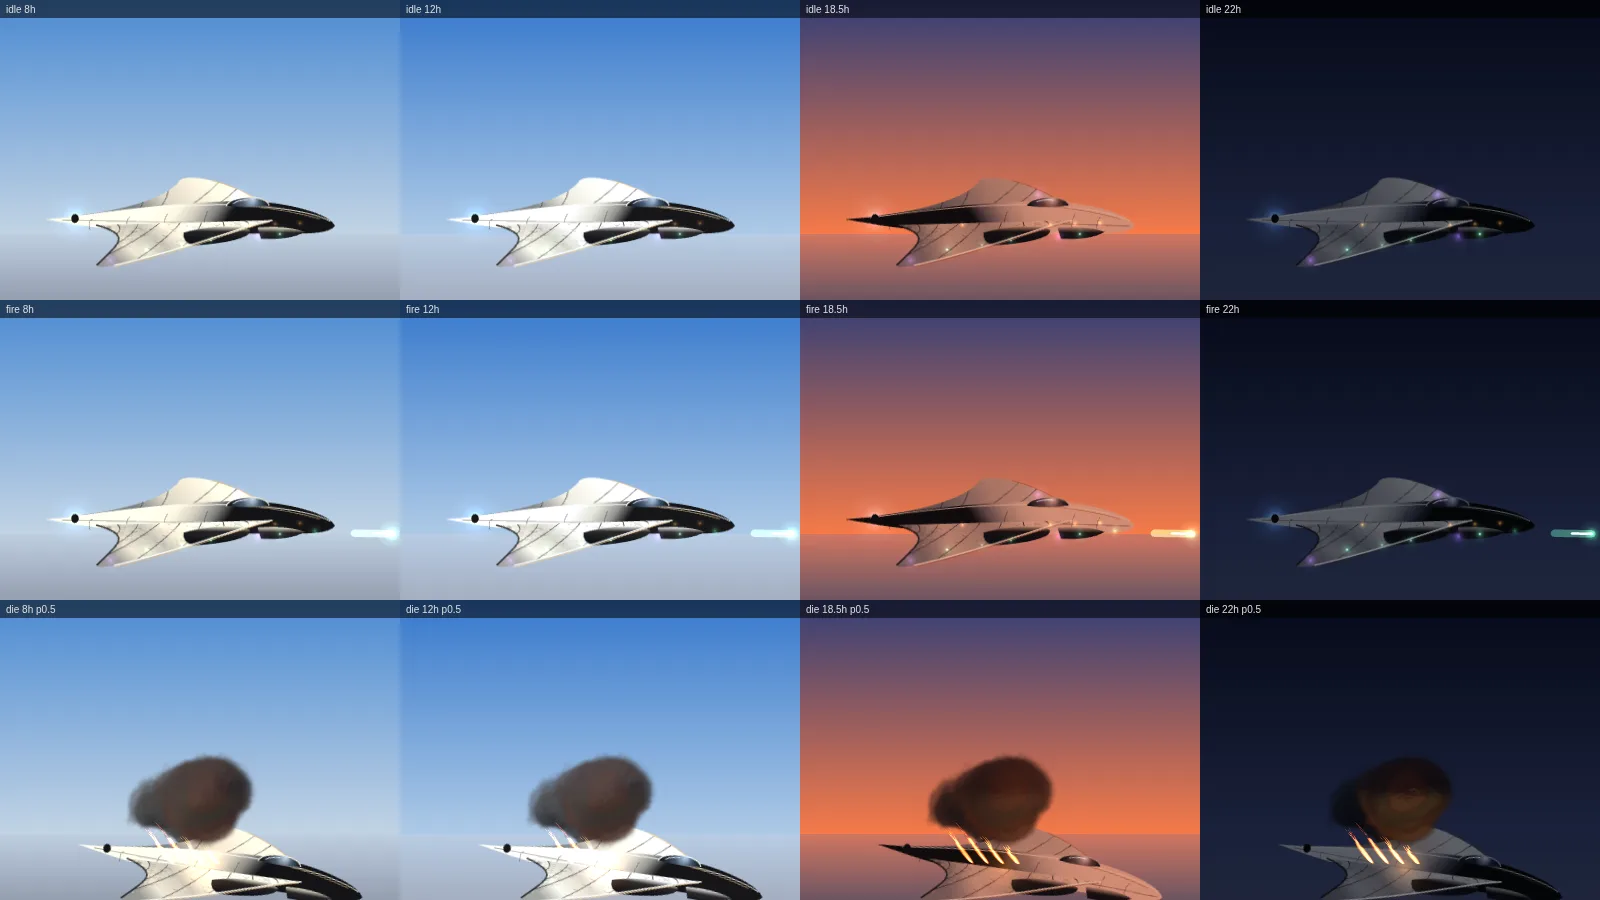 idle 8h
idle 12h
idle 18.5h
idle 22h
fire 8h
fire 12h
fire 18.5h
fire 22h
die 8h p0.5
die 12h p0.5
die 18.5h p0.5
die 22h p0.5